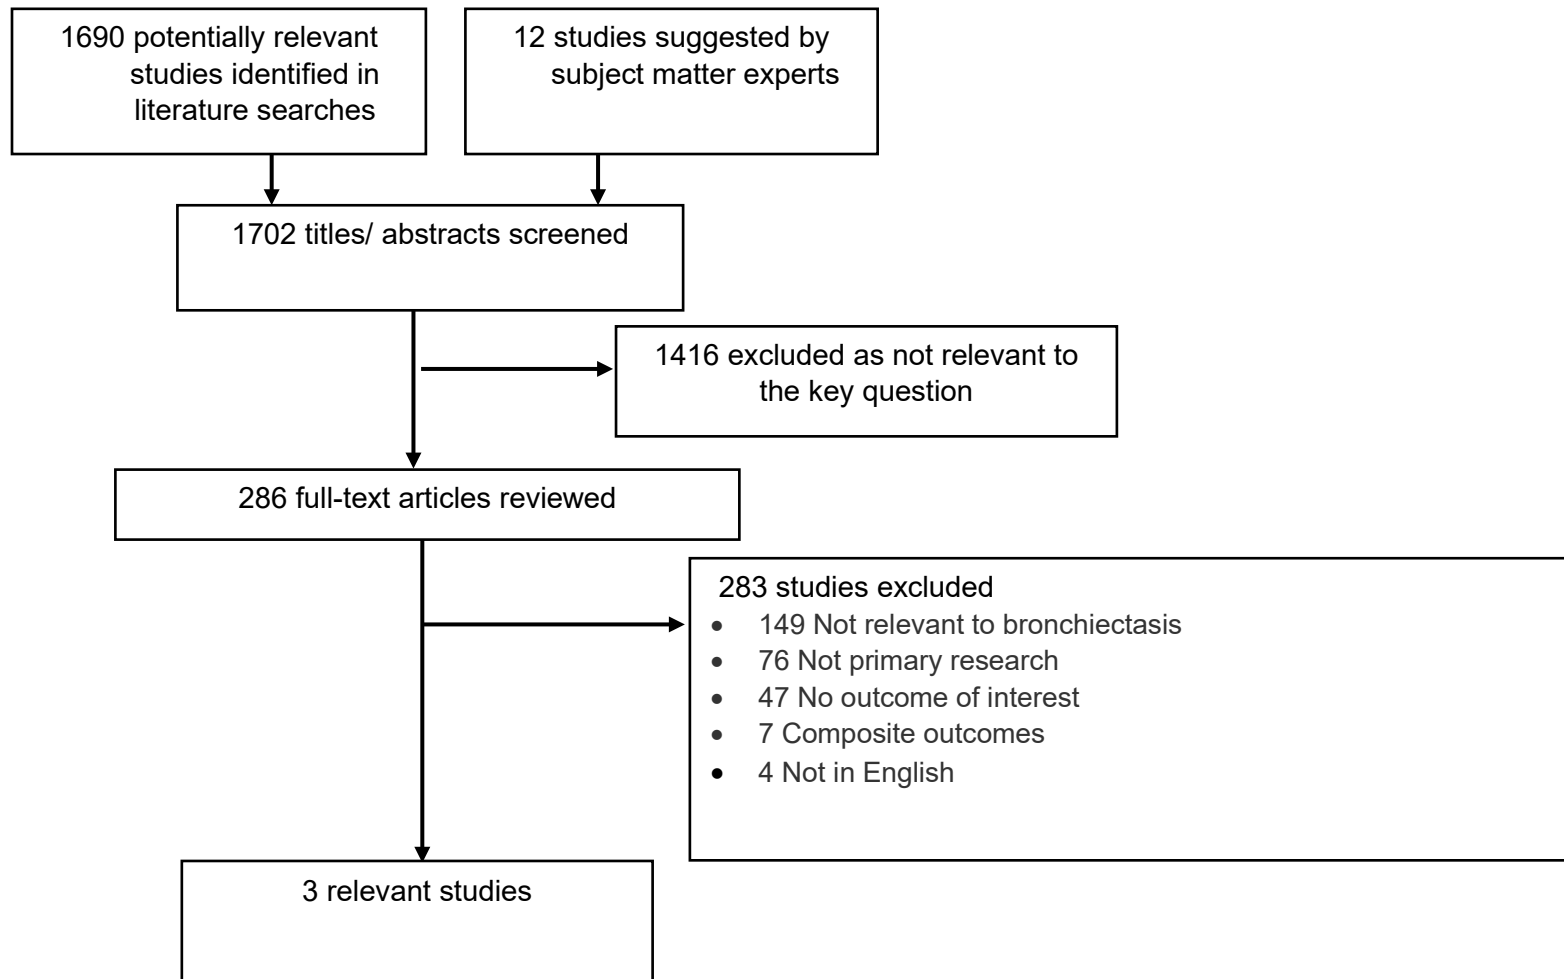 1690 potentially relevant
studies identified in
literature searches
12 studies suggested by
subject matter experts
1702 titles/ abstracts screened
1416 excluded as not relevant to
the key question
286 full-text articles reviewed
283 studies excluded
• 149 Not relevant to bronchiectasis
• 76 Not primary research
• 47 No outcome of interest
• 7 Composite outcomes
• 4 Not in English
3 relevant studies